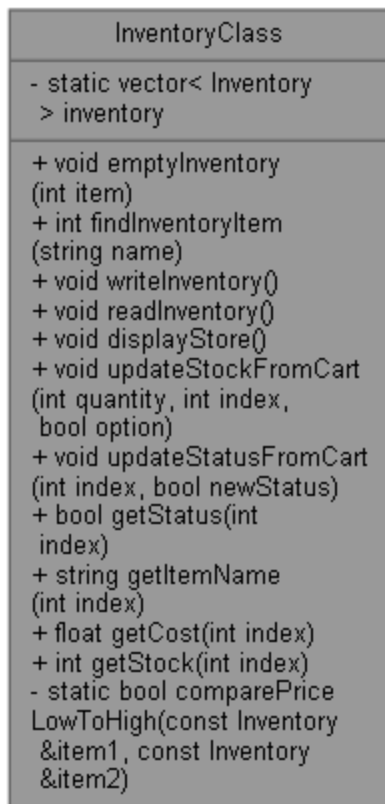 InventoryClass
- static vector< Inventory
> inventory
+ void emptyInventory
(int item)
+ int findInventoryItem
(string name)
+ void writeInventory()
+ void readInventory()
+ void displayStore()
+ void updateStockFromCart
(int quantity, int index,
bool option)
+ void updateStatusFromCart
(int index, bool newStatus)
+ bool getStatus(int
index)
+ string getItemName
(int index)
+ float getCost(int index)
+ int getStock(int index)
- static bool comparePrice
LowToHigh(const Inventory
&item1, const Inventory
&item2)